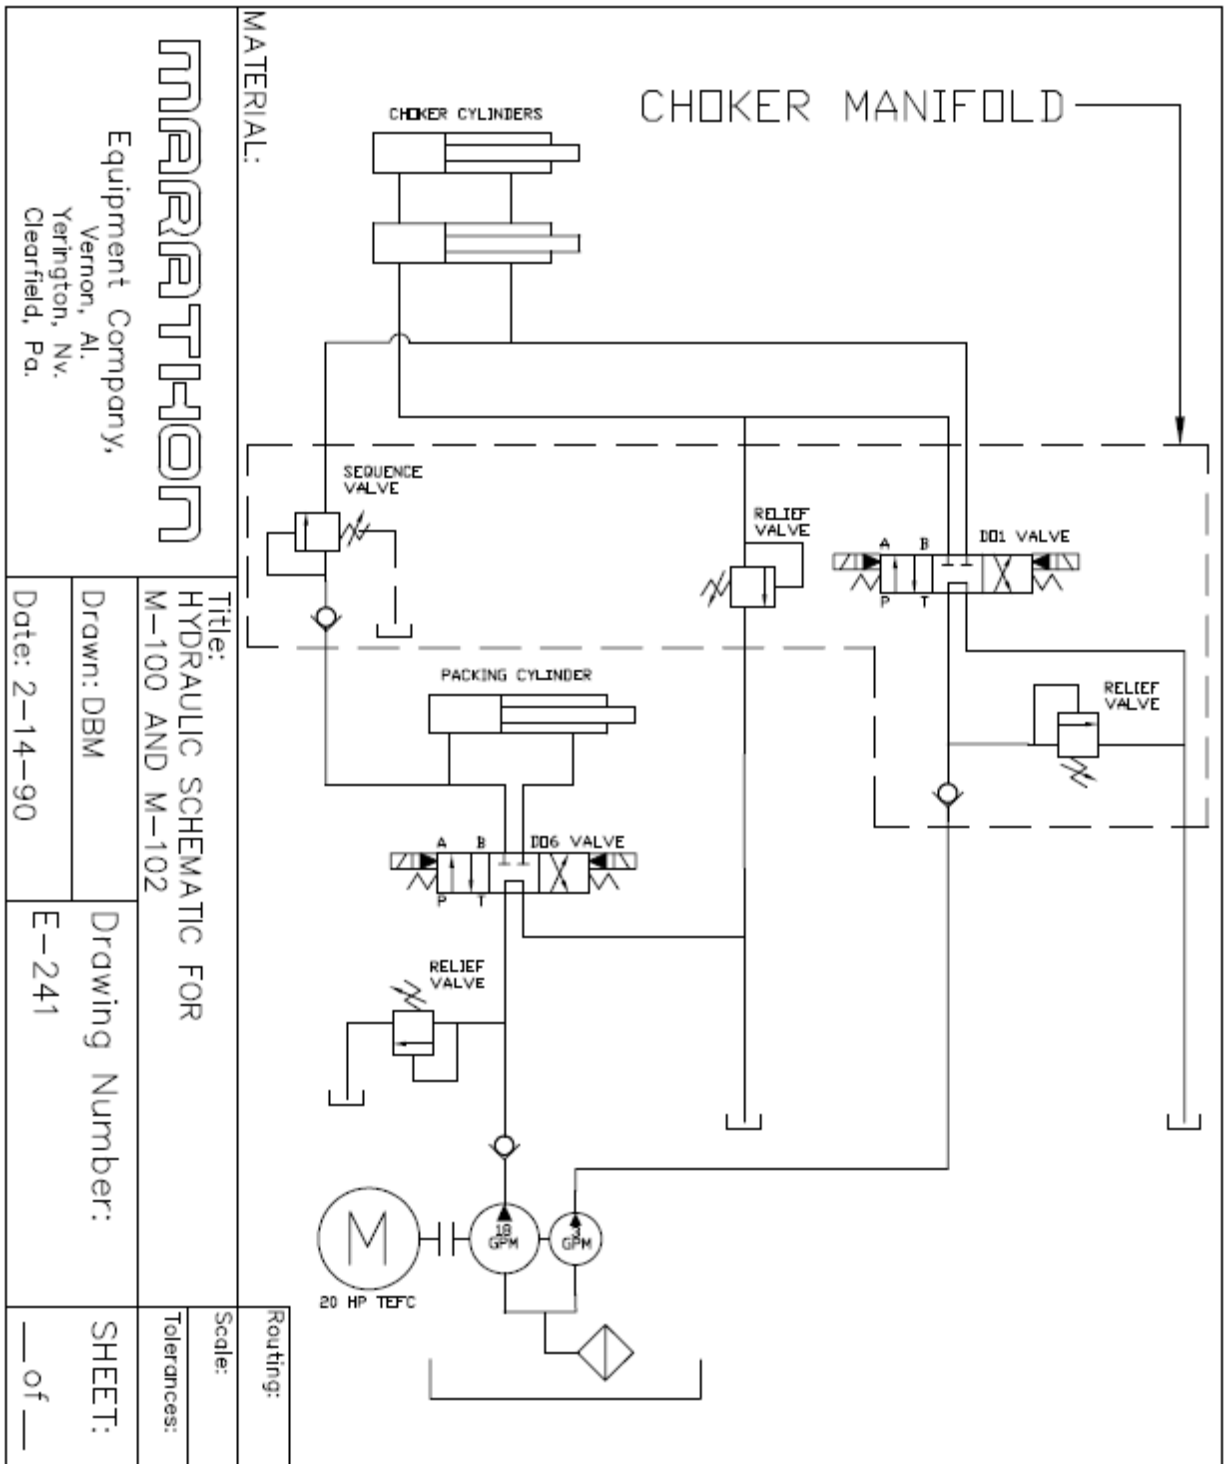 CHOKER MANIFOLD
CHOKER CYLINDERS
SEQUENCE
VALVE
RELIEF
VALVE
DO1 VALVE
A B
P T
RELIEF
VALVE
PACKING CYLINDER
DO6 VALVE
A B
P T
RELIEF
VALVE
M
20 HP TEFC
18
GPM
3
GPM
MATERIAL:
MARATHON
Equipment Company,
Vernon, Al.
Yerington, Nv.
Clearfield, Pa.
Title:
HYDRAULIC SCHEMATIC FOR
M-100 AND M-102
Drawn: DBM
Date: 2-14-90
Drawing Number:
E-241
Routing:
Scale:
Tolerances:
SHEET:
__ of __